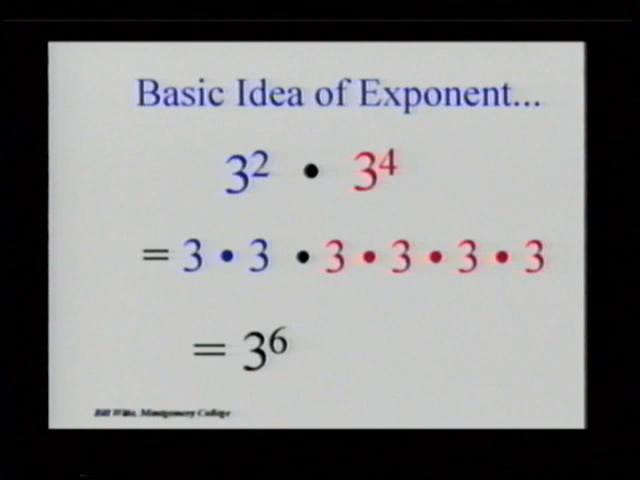 Basic Idea of Exponent...
3² • 3⁴
= 3 • 3 • 3 • 3 • 3 • 3
= 3⁶
Bill Witte, Montgomery College